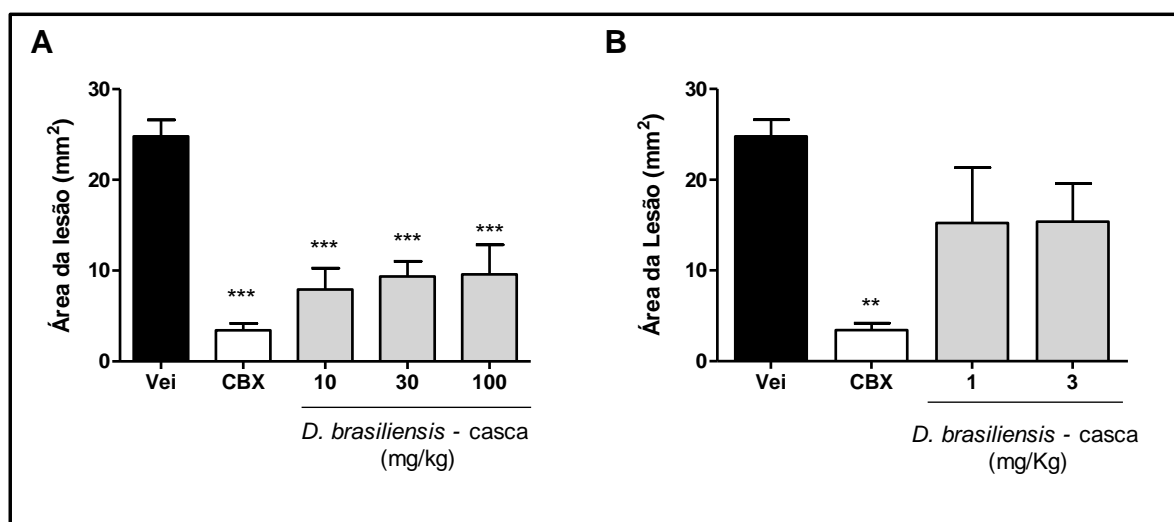 A
Área da lesão (mm²)
30
20
10
0
***
***
***
***
Vei
CBX
10
30
100
D. brasiliensis - casca
(mg/kg)
B
Área da Lesão (mm²)
30
20
10
0
**
Vei
CBX
1
3
D. brasiliensis - casca
(mg/Kg)